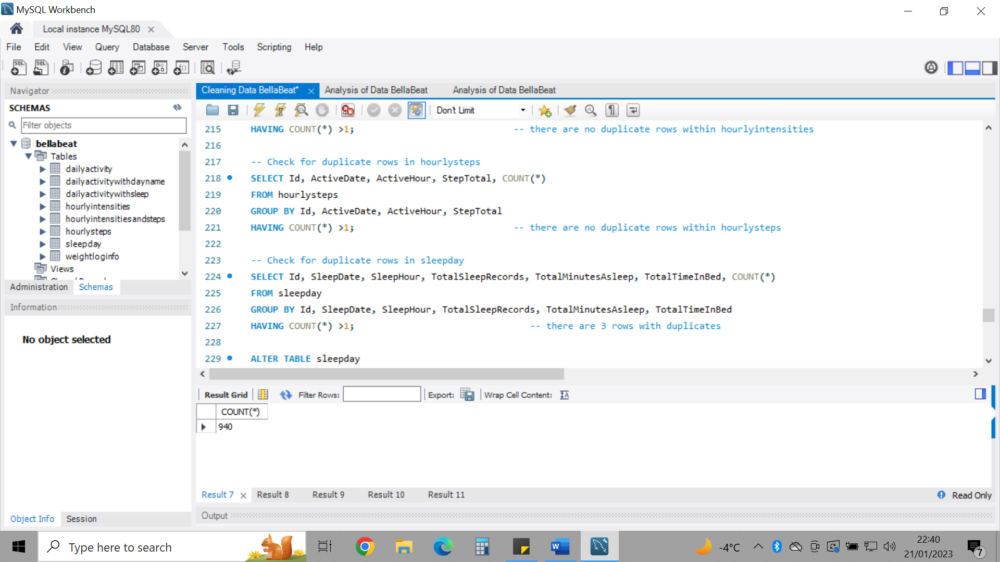 MySQL Workbench
Local instance MySQL80
File Edit View Query Database Server Tools Scripting Help
Navigator
SCHEMAS
Filter objects
bellabeat
Tables
dailyactivity
dailyactivitywithdayname
dailyactivitywithsleep
hourlyintensities
hourlyintensitiesandsteps
hourlysteps
sleepday
weightloginfo
Views
Administration Schemas
Information
No object selected
Object Info Session
Cleaning Data BellaBeat* Analysis of Data BellaBeat Analysis of Data BellaBeat
Don't Limit
215 HAVING COUNT(*) >1; -- there are no duplicate rows within hourlyintensities
216
217 -- Check for duplicate rows in hourlysteps
218 SELECT Id, ActiveDate, ActiveHour, StepTotal, COUNT(*)
219 FROM hourlysteps
220 GROUP BY Id, ActiveDate, ActiveHour, StepTotal
221 HAVING COUNT(*) >1; -- there are no duplicate rows within hourlysteps
222
223 -- Check for duplicate rows in sleepday
224 SELECT Id, SleepDate, SleepHour, TotalSleepRecords, TotalMinutesAsleep, TotalTimeInBed, COUNT(*)
225 FROM sleepday
226 GROUP BY Id, SleepDate, SleepHour, TotalSleepRecords, TotalMinutesAsleep, TotalTimeInBed
227 HAVING COUNT(*) >1; -- there are 3 rows with duplicates
228
229 ALTER TABLE sleepday
Result Grid Filter Rows: Export: Wrap Cell Content:
COUNT(*)
940
Result 7 Result 8 Result 9 Result 10 Result 11 Read Only
Output
Type here to search
-4°C
22:40
21/01/2023
7